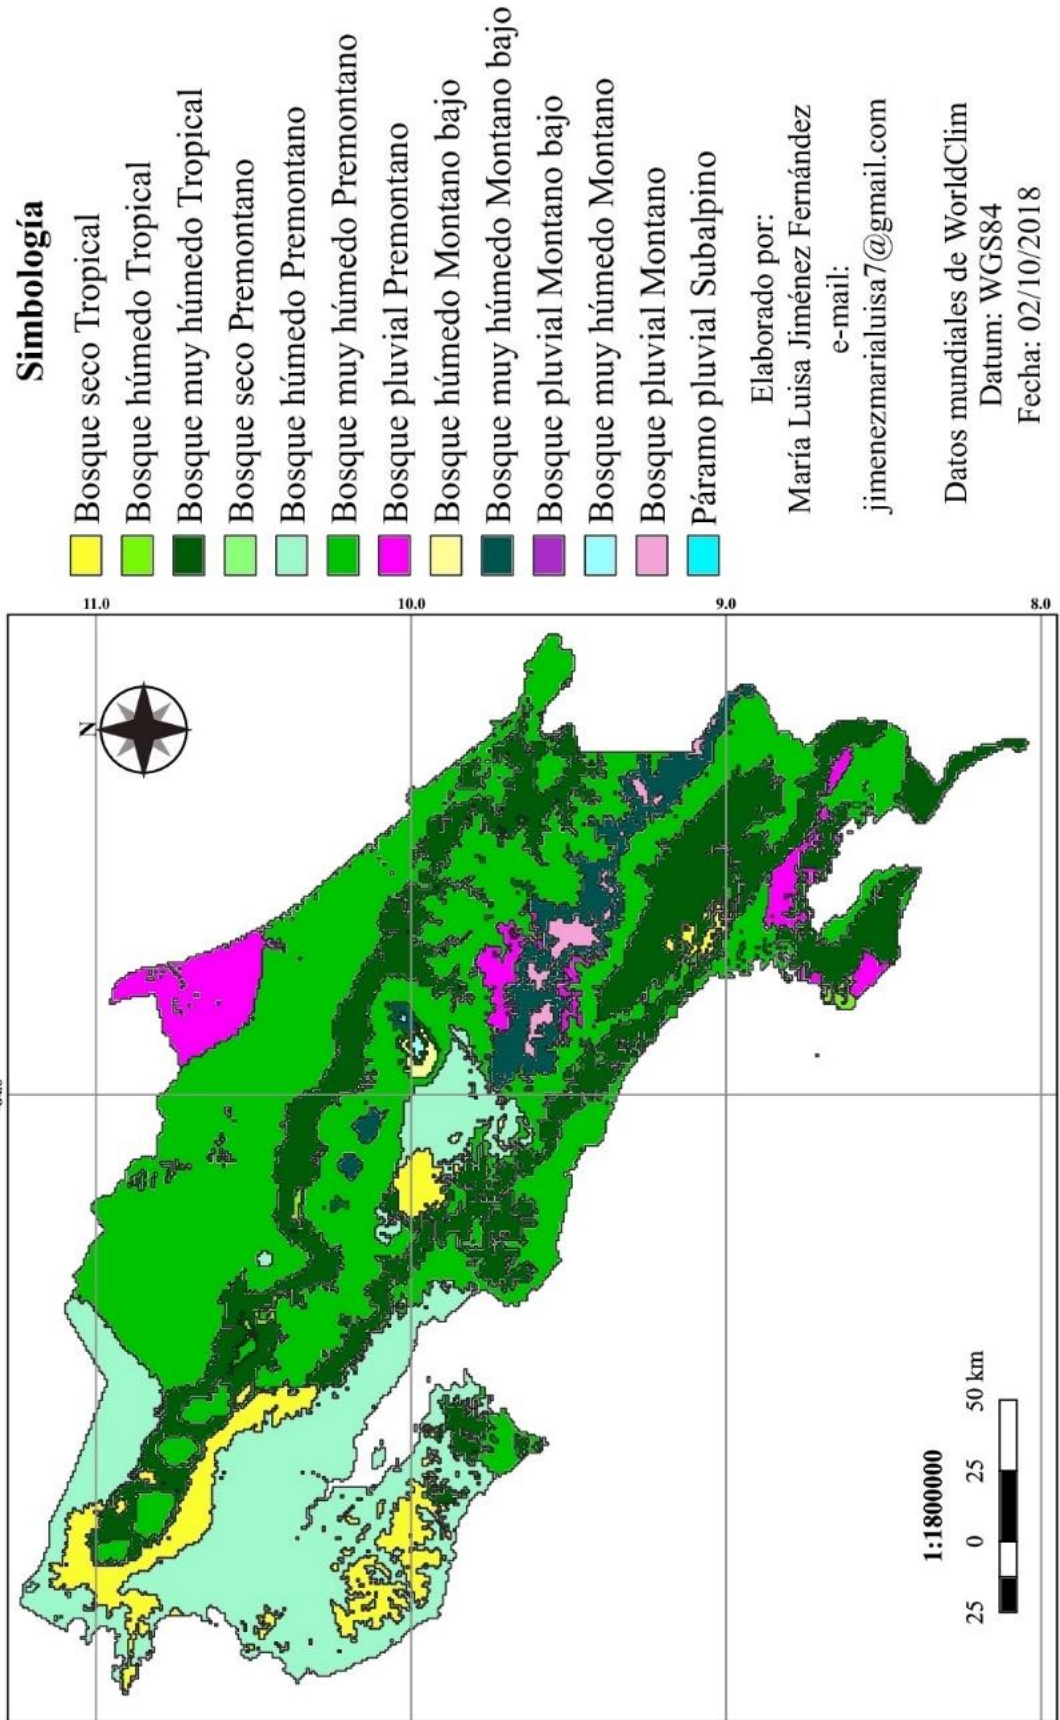 Simbología
Bosque seco Tropical
Bosque húmedo Tropical
Bosque muy húmedo Tropical
Bosque seco Premontano
Bosque húmedo Premontano
Bosque muy húmedo Premontano
Bosque pluvial Premontano
Bosque húmedo Montano bajo
Bosque muy húmedo Montano bajo
Bosque pluvial Montano bajo
Bosque muy húmedo Montano
Bosque pluvial Montano
Páramo pluvial Subalpino
Elaborado por:
María Luisa Jiménez Fernández
e-mail:
jimenezmarialuisa7@gmail.com
Datos mundiales de WorldClim
Datum: WGS84
Fecha: 02/10/2018
11.0
10.0
9.0
8.0
N
1:1800000
25 0 25 50 km